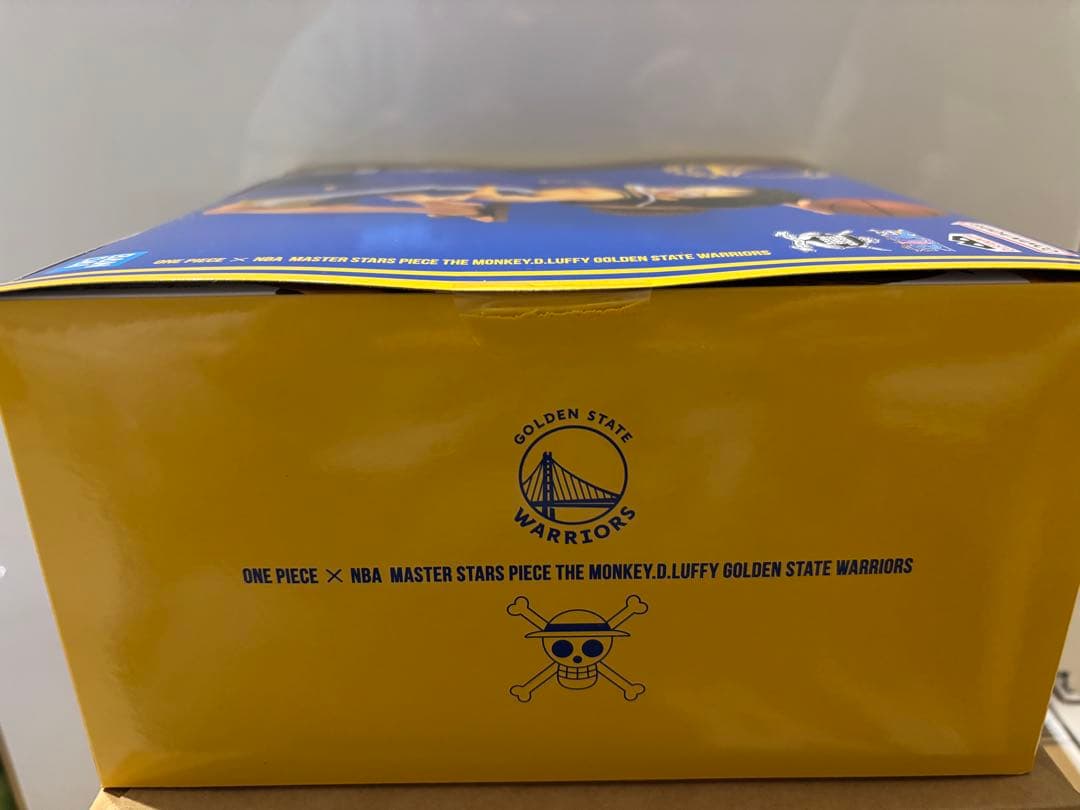 ONE PIECE × NBA MASTER STARS PIECE THE MONKEY.D.LUFFY GOLDEN STATE WARRIORS
GOLDEN STATE
WARRIORS
ONE PIECE × NBA MASTER STARS PIECE THE MONKEY.D.LUFFY GOLDEN STATE WARRIORS